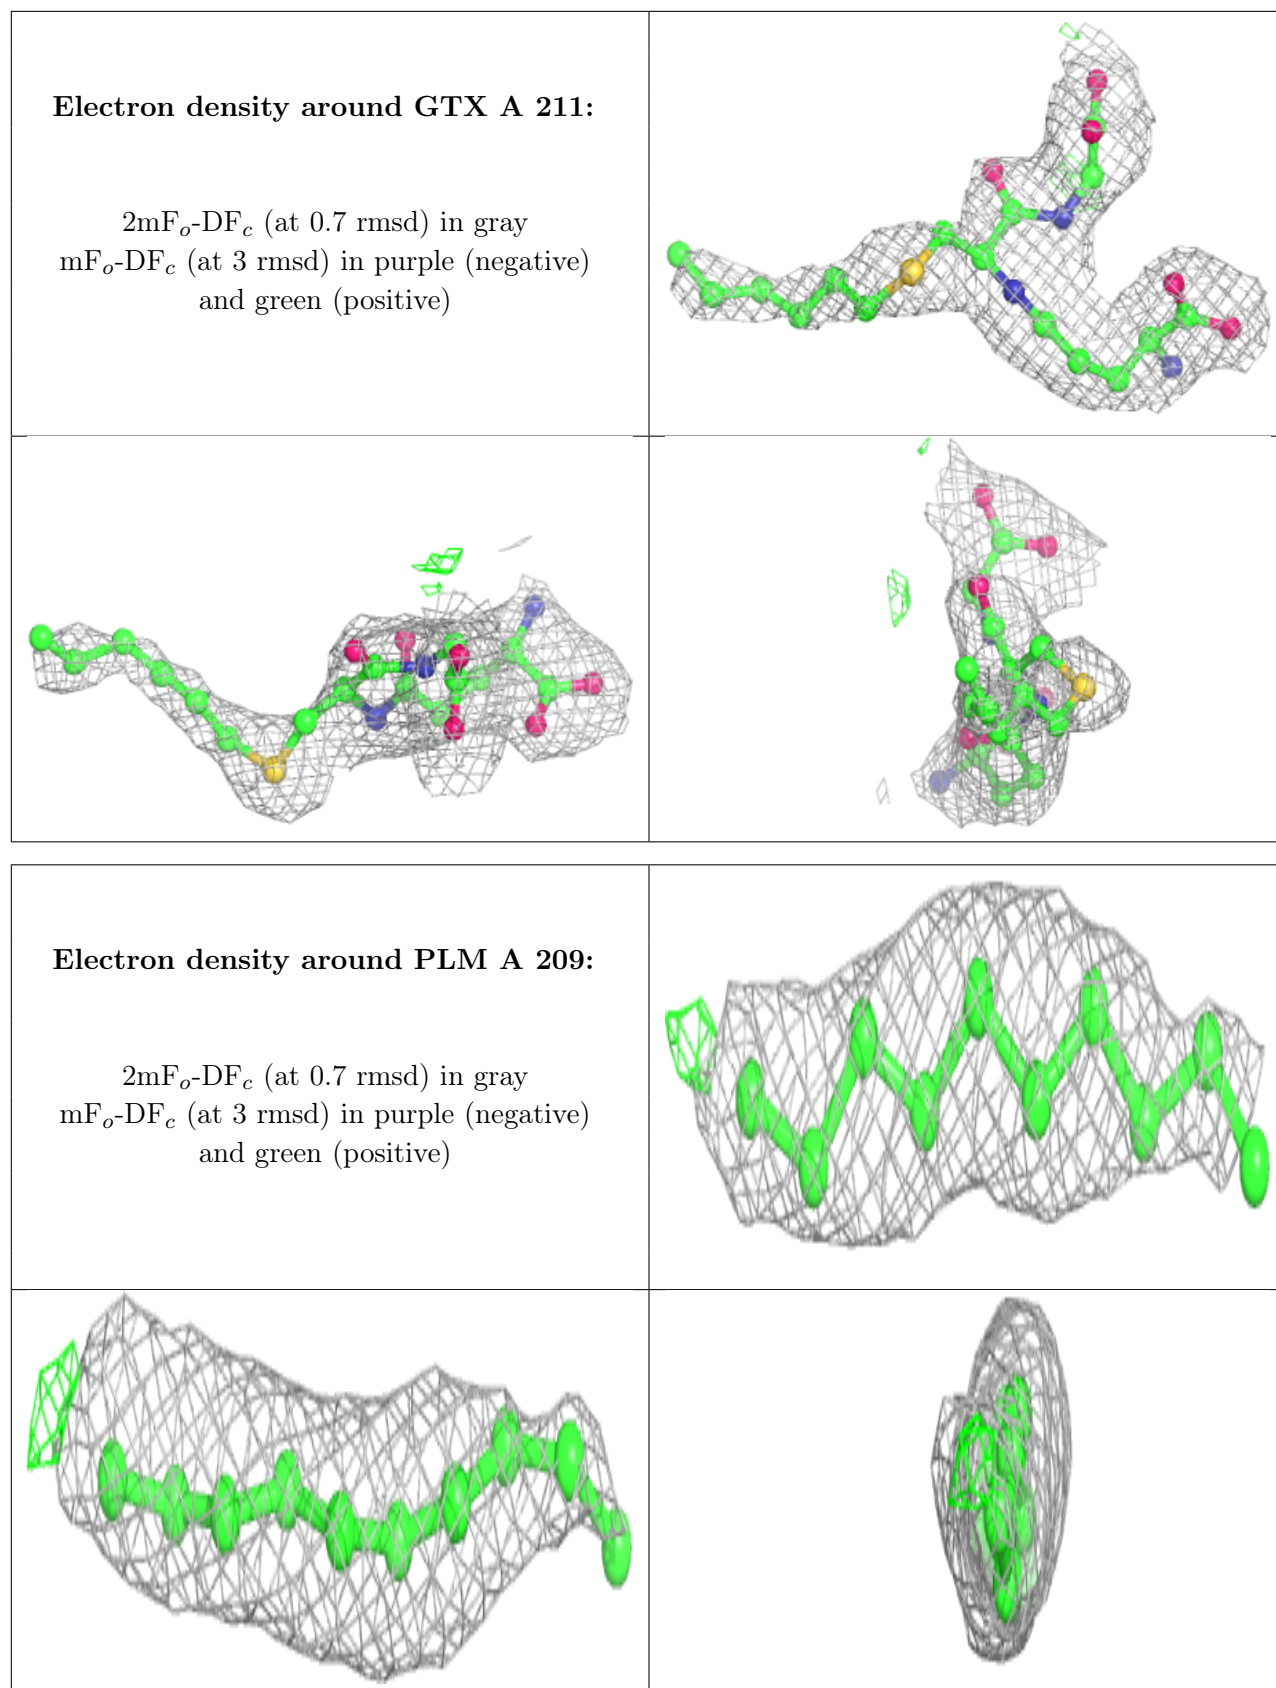 Electron density around GTX A 211:
2mFo-DFc (at 0.7 rmsd) in gray
mFo-DFc (at 3 rmsd) in purple (negative)
and green (positive)
Electron density around PLM A 209:
2mFo-DFc (at 0.7 rmsd) in gray
mFo-DFc (at 3 rmsd) in purple (negative)
and green (positive)